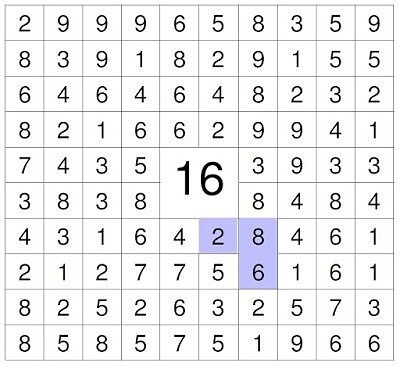 2 9 9 9 6 5 8 3 5 9
8 3 9 1 8 2 9 1 5 5
6 4 6 4 6 4 8 2 3 2
8 2 1 6 6 2 9 9 4 1
7 4 3 5 16 3 9 3 3
3 8 3 8 8 4 8 4
4 3 1 6 4 2 8 4 6 1
2 1 2 7 7 5 6 1 6 1
8 2 5 2 6 3 2 5 7 3
8 5 8 5 7 5 1 9 6 6